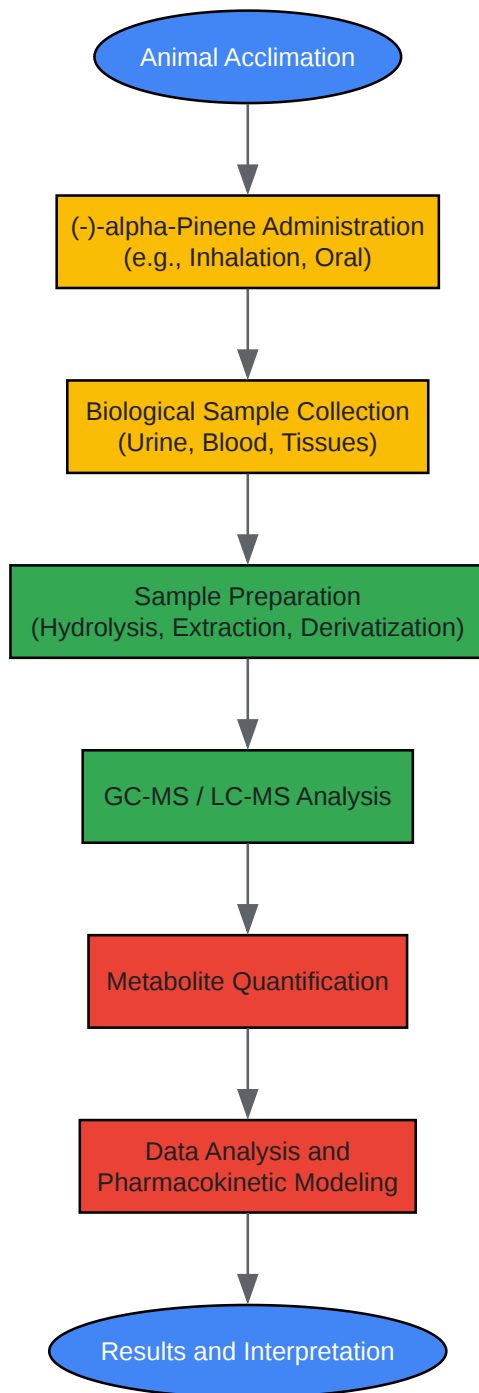 Animal Acclimation
(-)-alpha-Pinene Administration
(e.g., Inhalation, Oral)
Biological Sample Collection
(Urine, Blood, Tissues)
Sample Preparation
(Hydrolysis, Extraction, Derivatization)
GC-MS / LC-MS Analysis
Metabolite Quantification
Data Analysis and
Pharmacokinetic Modeling
Results and Interpretation